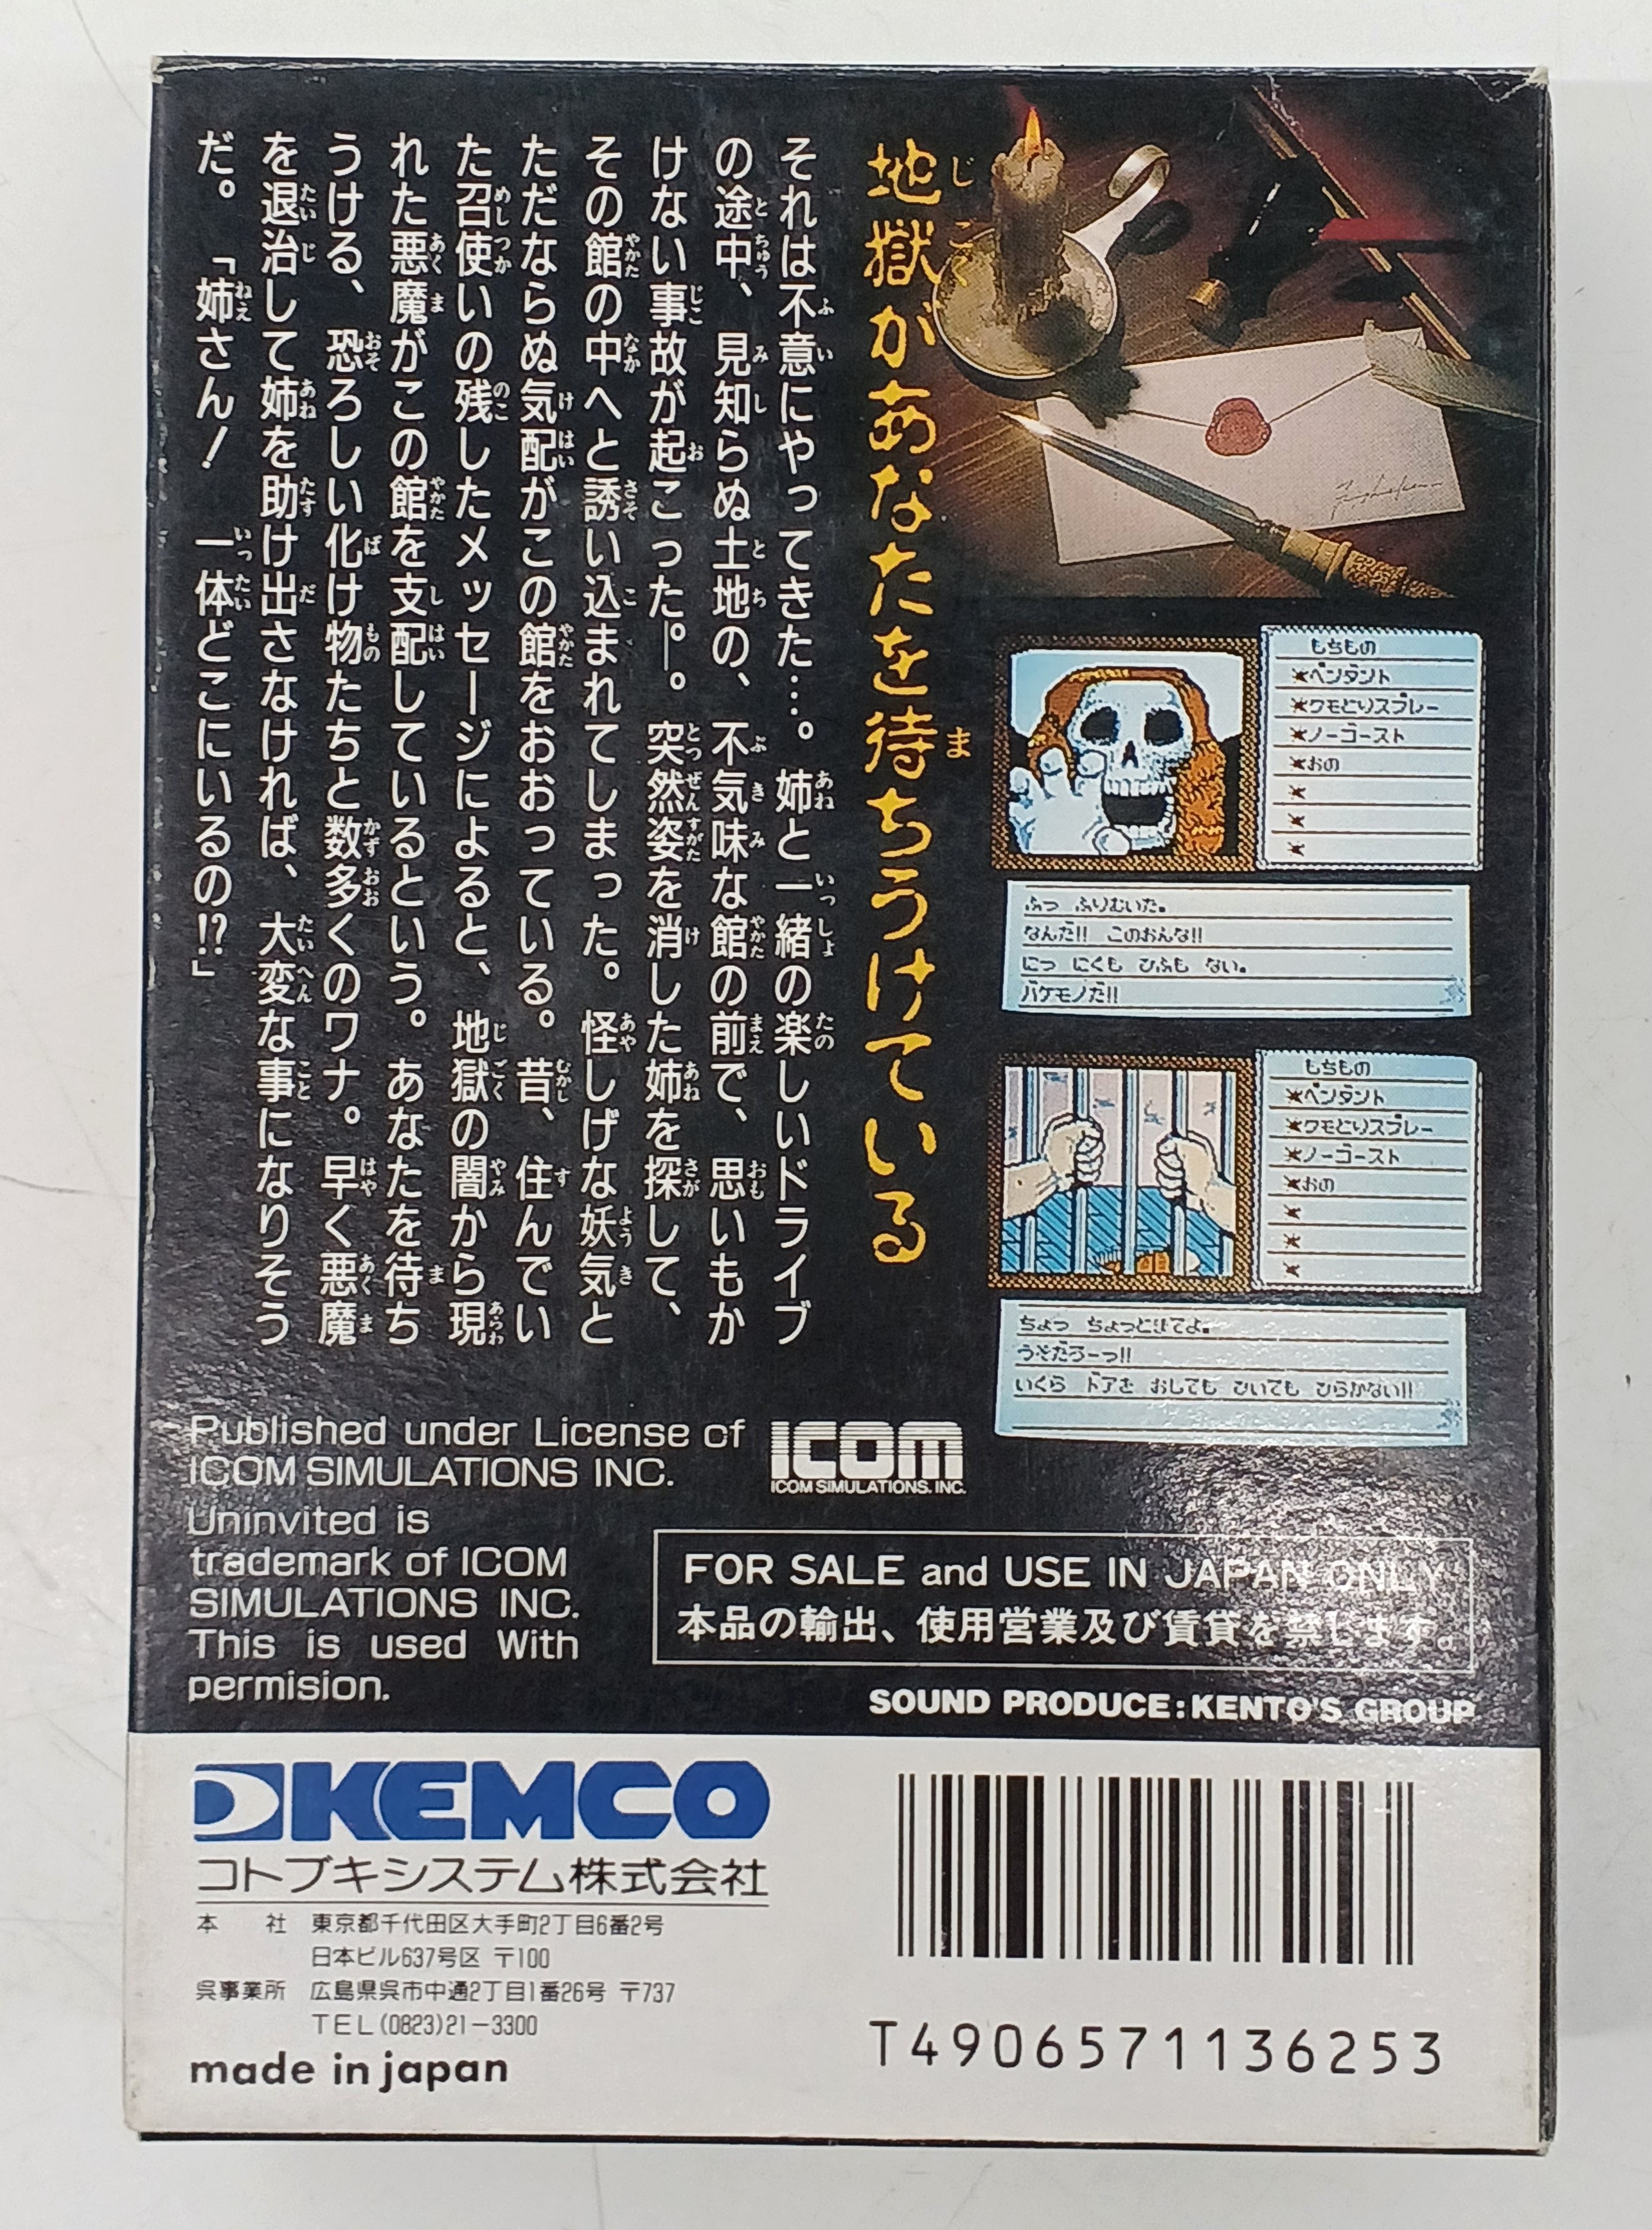 地獄があなたを待ちうけている
それは不意にやってきた…。姉と一緒の楽しいドライブ
の途中、見知らぬ土地の、不気味な館の前で、思いもか
けない事故が起こった。―。突然姿を消した姉を探して、
その館の中へと誘い込まれてしまった。怪しげな妖気と
ただならぬ気配がこの館をおおっている。昔、住んでい
た召使いの残したメッセージによると、地獄の闇から現
れた悪魔がこの館を支配しているという。あなたを待ち
うける、恐ろしい化け物たちと数多くのワナ。早く悪魔
を退治して姉を助け出さなければ、大変な事になりそう
だ。「姉さん！一体どこにいるの!?」
もちもの
ペンダント
クモとりスプレー
ノーゴースト
おの
ふっ ふりむいた。
なんだ!! このおんな!!
にっ にくも ひふも ない。
バケモノだ!!
もちもの
ペンダント
クモとりスプレー
ノーゴースト
おの
ちょっ ちょっとまてよ。
うそだろーっ!!
いくら ドアを おしても ひいても ひらかない!!
Published under License of
ICOM SIMULATIONS INC.
ICOM
ICOM SIMULATIONS, INC.
Uninvited is
trademark of ICOM
SIMULATIONS INC.
This is used With
permision.
FOR SALE and USE IN JAPAN ONLY
本品の輸出、使用営業及び賃貸を禁じます。
SOUND PRODUCE:KENTO'S GROUP
KEMCO
コトブキシステム株式会社
本 社 東京都千代田区大手町2丁目6番2号
日本ビル637号区 〒100
呉事業所 広島県呉市中通2丁目1番26号 〒737
TEL(0823)21-3300
made in japan
T4906571136253